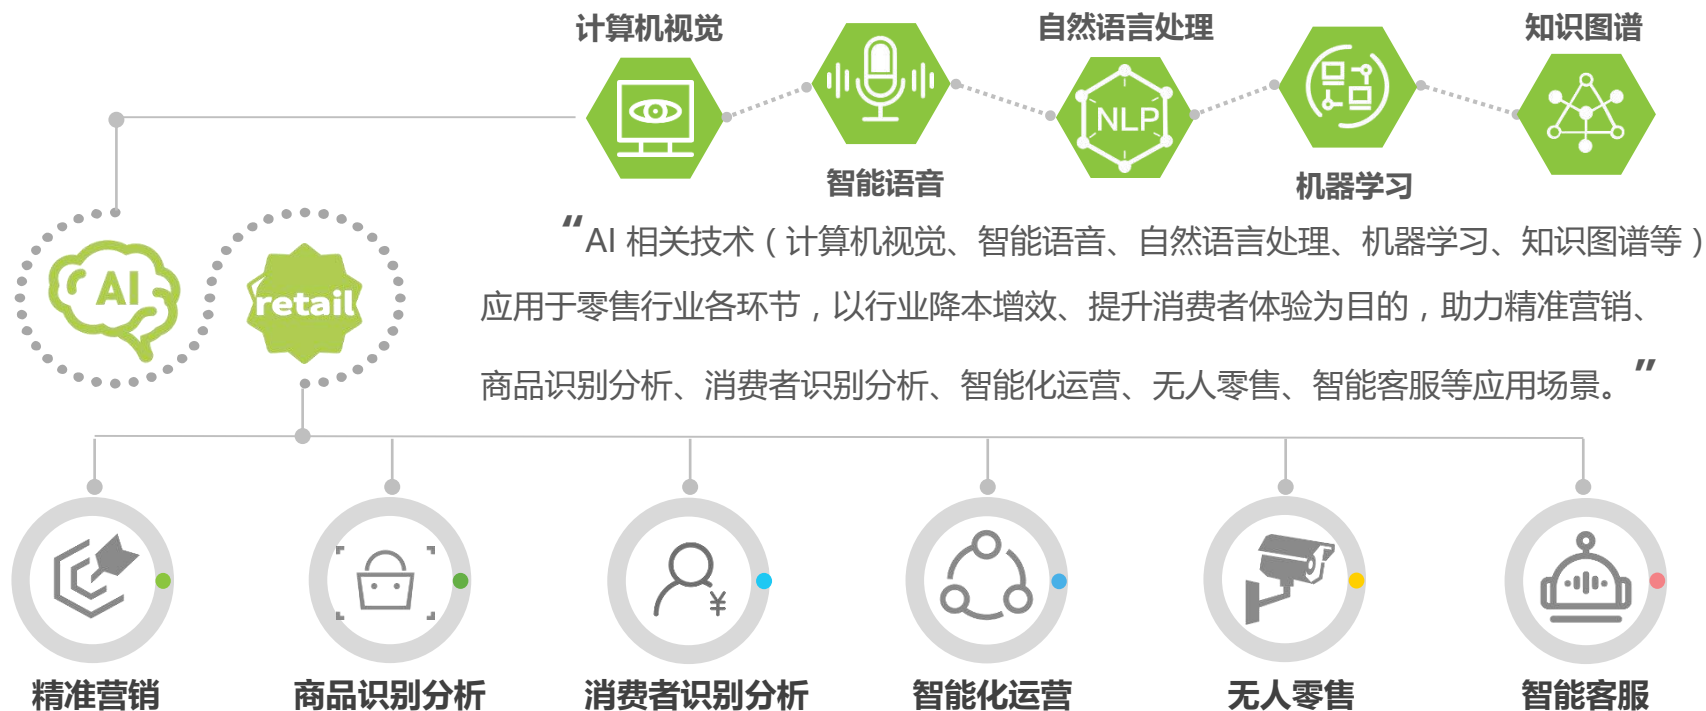 计算机视觉
自然语言处理
知识图谱
NLP
智能语音
机器学习
“AI 相关技术（计算机视觉、智能语音、自然语言处理、机器学习、知识图谱等）
应用于零售行业各环节，以行业降本增效、提升消费者体验为目的，助力精准营销、
商品识别分析、消费者识别分析、智能化运营、无人零售、智能客服等应用场景。”
AI
retail
¥
精准营销
商品识别分析
消费者识别分析
智能化运营
无人零售
智能客服